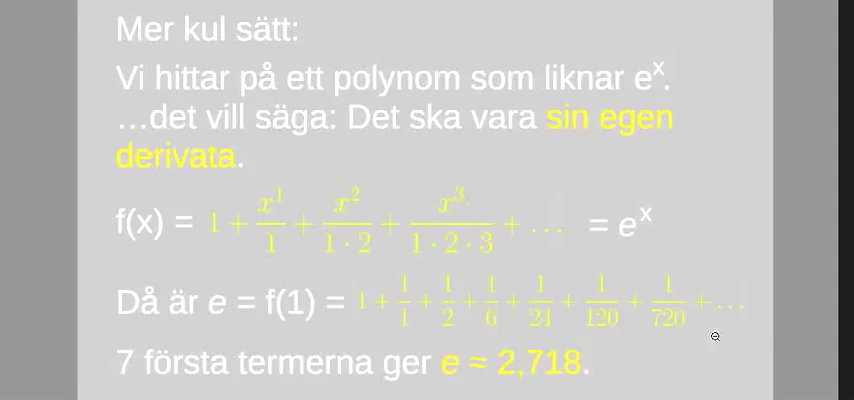 Mer kul sätt:
Vi hittar på ett polynom som liknar eˣ.
…det vill säga: Det ska vara sin egen
derivata.
f(x) = 1 + x¹/1 + x²/(1·2) + x³/(1·2·3) + … = eˣ
Då är e = f(1) = 1 + 1/1 + 1/2 + 1/6 + 1/24 + 1/120 + 1/720 + …
7 första termerna ger e ≈ 2,718.